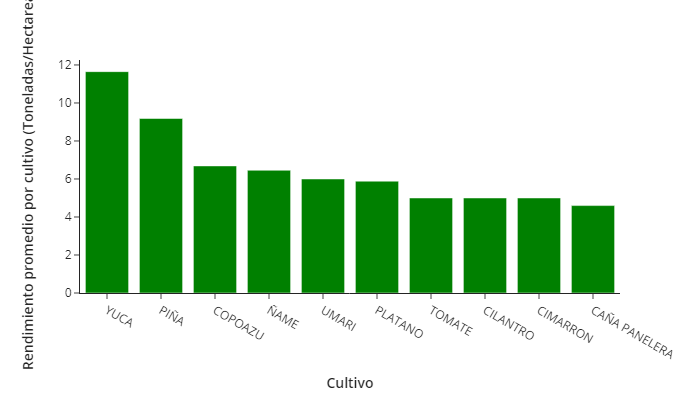 Rendimiento promedio por cultivo (Toneladas/Hectarea
12
10
8
6
4
2
0
YUCA
PIÑA
COPOAZU
ÑAME
UMARI
PLATANO
TOMATE
CILANTRO
CIMARRON
CAÑA PANELERA
Cultivo